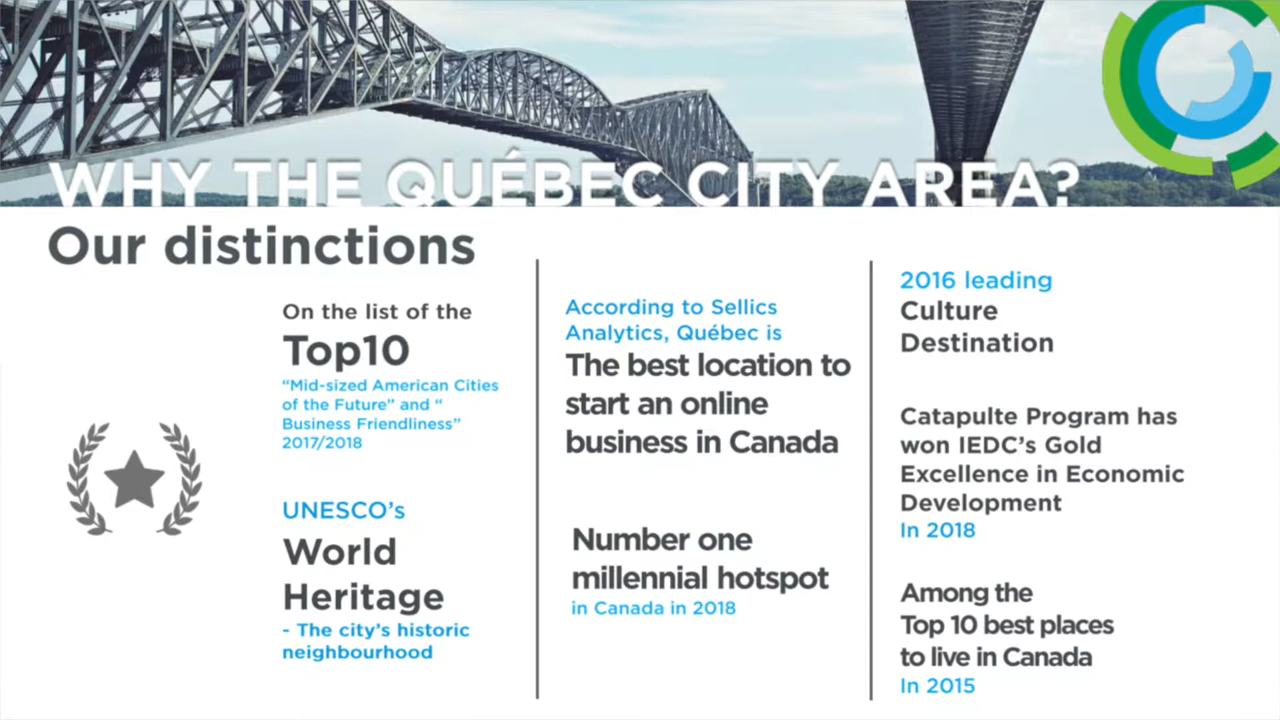 WHY THE QUÉBEC CITY AREA?
Our distinctions
On the list of the
Top10
“Mid-sized American Cities
of the Future” and “
Business Friendliness”
2017/2018
UNESCO’s
World
Heritage
- The city’s historic
neighbourhood
According to Sellics
Analytics, Québec is
The best location to
start an online
business in Canada
Number one
millennial hotspot
in Canada in 2018
2016 leading
Culture
Destination
Catapulte Program has
won IEDC’s Gold
Excellence in Economic
Development
In 2018
Among the
Top 10 best places
to live in Canada
In 2015